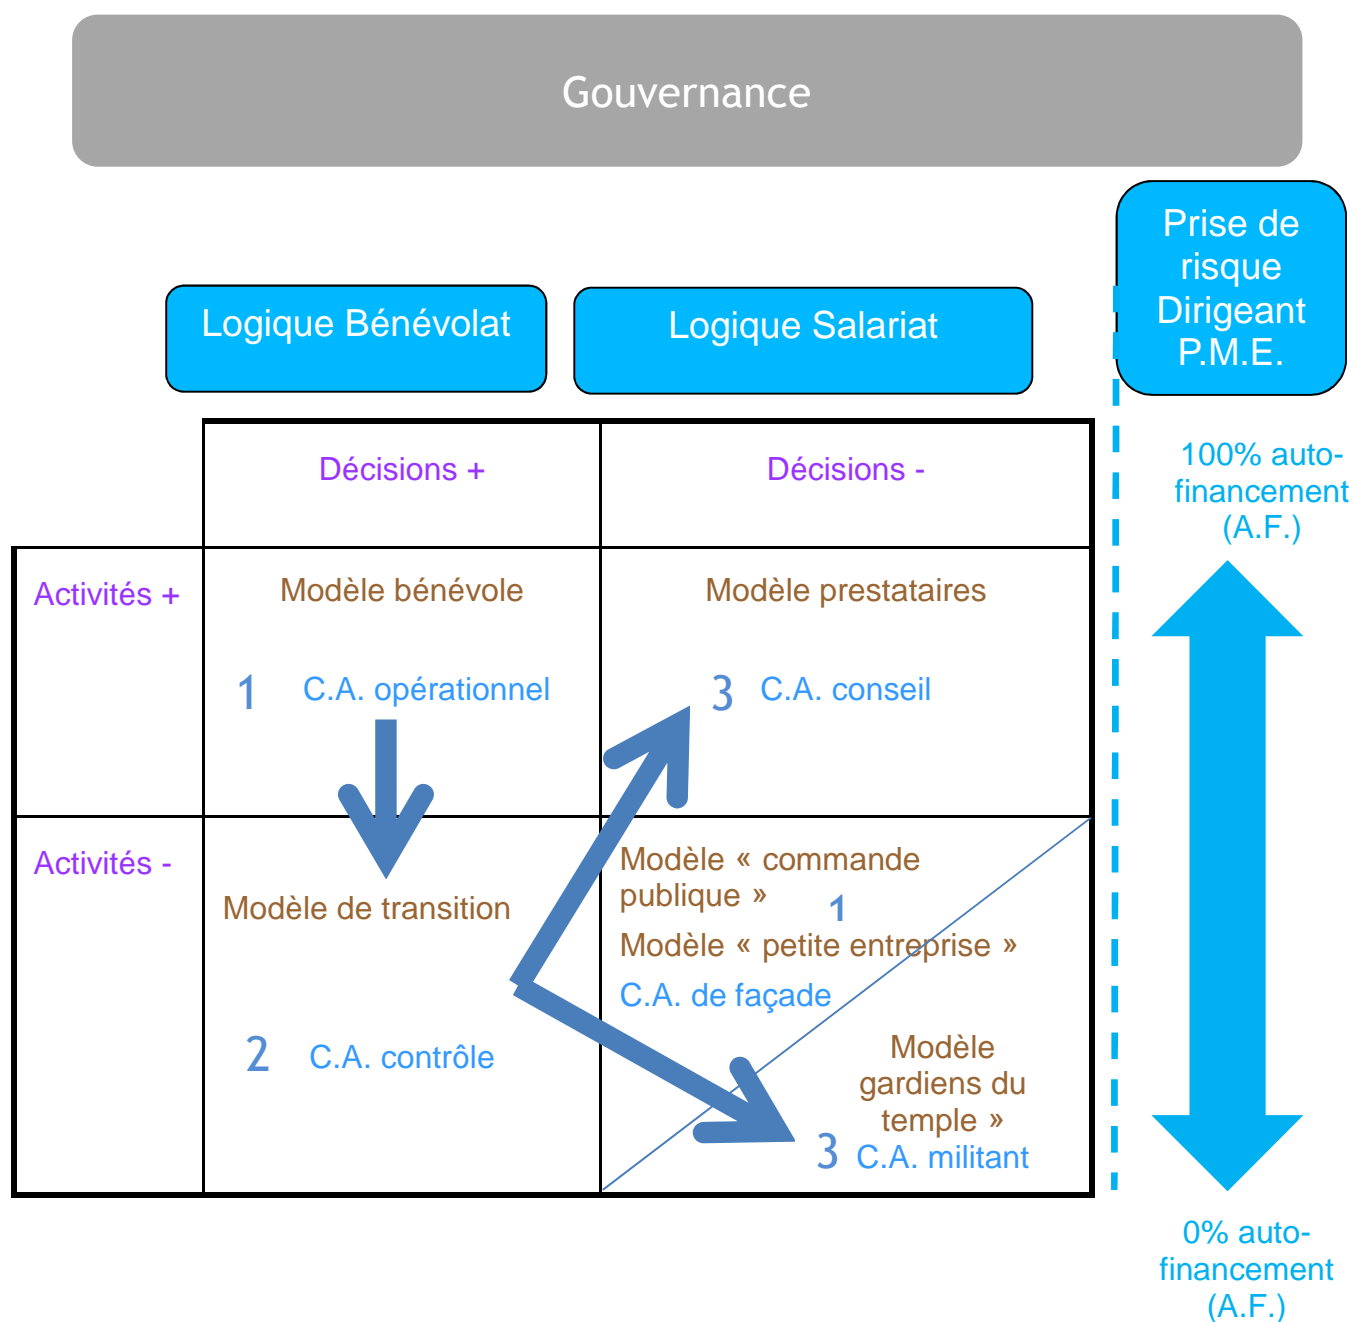 Gouvernance
Prise de
risque
Dirigeant
P.M.E.
Logique Bénévolat
Logique Salariat
Décisions +
Décisions -
100% auto-
financement
(A.F.)
Activités +
Modèle bénévole
Modèle prestataires
1 C.A. opérationnel
3 C.A. conseil
Activités -
Modèle de transition
2 C.A. contrôle
Modèle « commande
publique »
1
Modèle « petite entreprise »
C.A. de façade
Modèle
gardiens du
temple »
3 C.A. militant
0% auto-
financement
(A.F.)